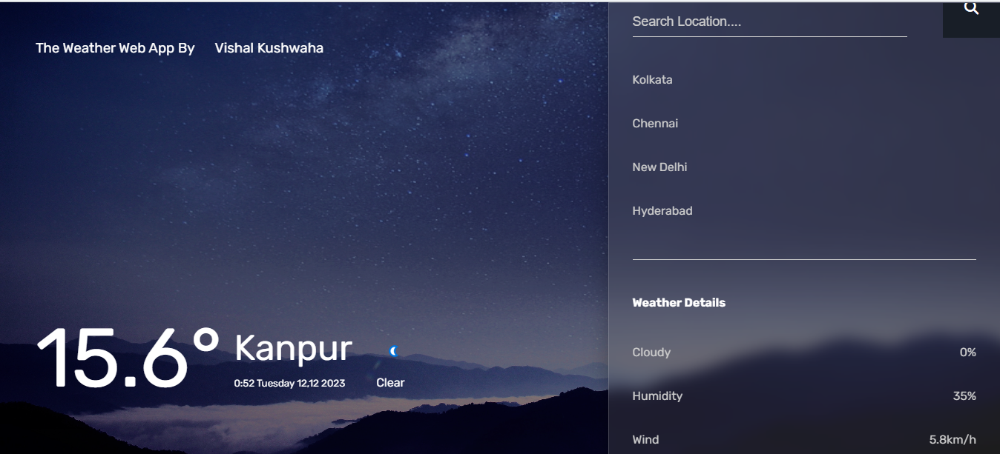 The Weather Web App By Vishal Kushwaha
15.6°
Kanpur
0:52 Tuesday 12,12 2023
Clear
Search Location....
Kolkata
Chennai
New Delhi
Hyderabad
Weather Details
Cloudy 0%
Humidity 35%
Wind 5.8km/h